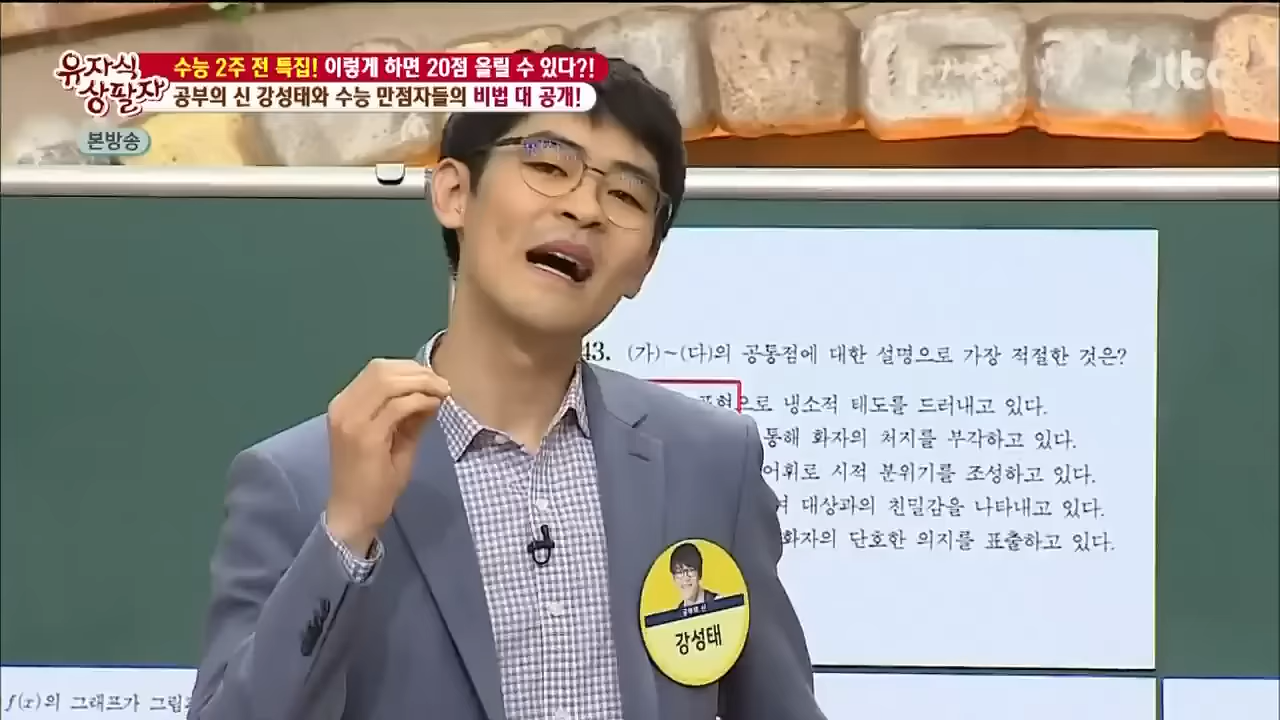 유자식
상팔자
수능 2주 전 특집! 이렇게 하면 20점 올릴 수 있다?!
공부의 신 강성태와 수능 만점자들의 비법 대 공개!
본방송
jtbc
43. (가)~(다)의 공통점에 대한 설명으로 가장 적절한 것은?
표현으로 냉소적 태도를 드러내고 있다.
통해 화자의 처지를 부각하고 있다.
어휘로 시적 분위기를 조성하고 있다.
여 대상과의 친밀감을 나타내고 있다.
화자의 단호한 의지를 표출하고 있다.
공부의 신
강성태
f(x)의 그래프가 그림